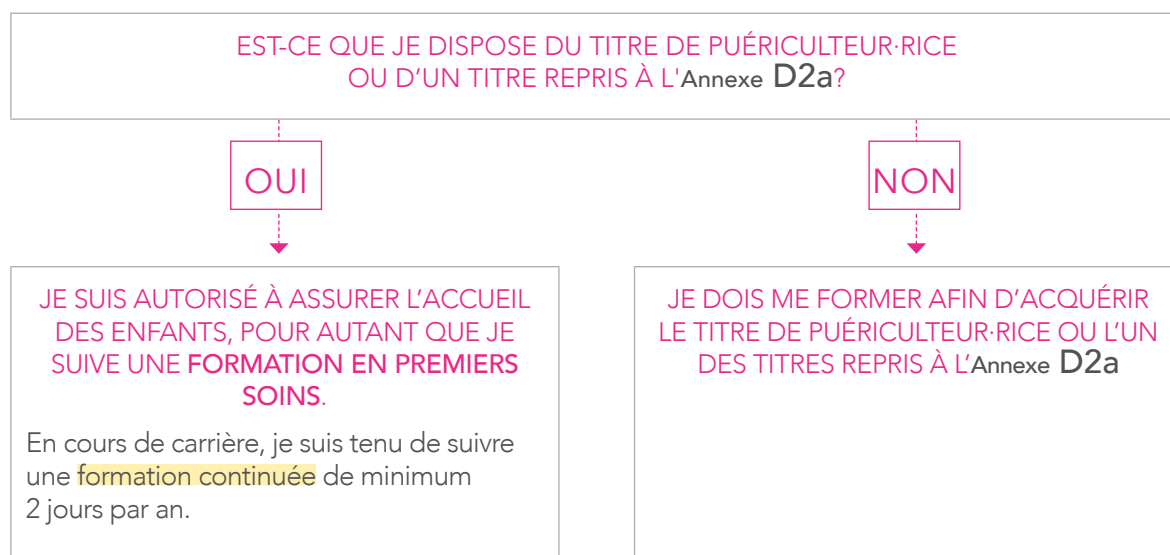 EST-CE QUE JE DISPOSE DU TITRE DE PUÉRICULTEUR·RICE
OU D'UN TITRE REPRIS À L'Annexe D2a?
OUI
NON
JE SUIS AUTORISÉ À ASSURER L'ACCUEIL
DES ENFANTS, POUR AUTANT QUE JE
SUIVE UNE FORMATION EN PREMIERS
SOINS.
En cours de carrière, je suis tenu de suivre
une formation continuée de minimum
2 jours par an.
JE DOIS ME FORMER AFIN D'ACQUÉRIR
LE TITRE DE PUÉRICULTEUR·RICE OU L'UN
DES TITRES REPRIS À L'Annexe D2a